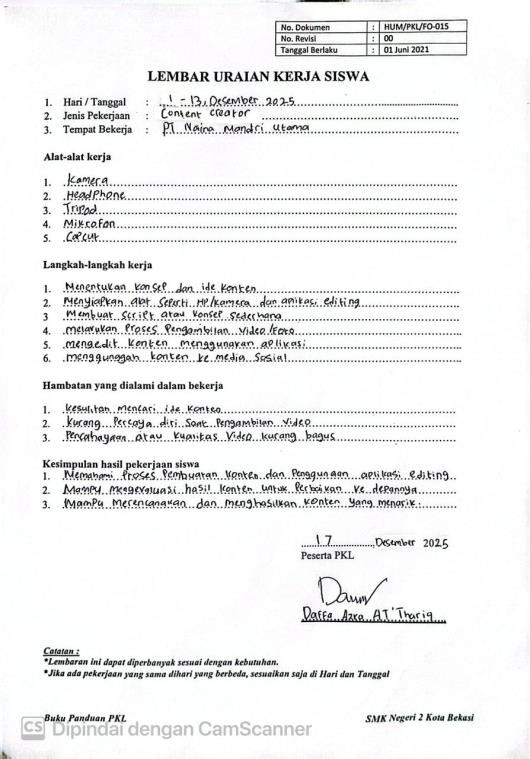 No. Dokumen : HUM/PKL/FO-015
No. Revisi : 00
Tanggal Berlaku : 01 Juni 2021
LEMBAR URAIAN KERJA SISWA
1. Hari / Tanggal : 1 - 13, Desember 2025
2. Jenis Pekerjaan : Content creator
3. Tempat Bekerja : PT Naina Mandri Utama
Alat-alat kerja
1. Kamera
2. HeadPhone
3. Tripod
4. Mikrofon
5. CapCut
Langkah-langkah kerja
1. Menentukan konsep dan ide konten
2. Menyiapkan alat seperti HP/kamera dan aplikasi editing
3 Membuat script atau konsep sederhana
4. melakukan Proses Pengambilan Video/Foto
5. mengedit konten menggunakan aplikasi
6. menggunggah konten ke media Sosial
Hambatan yang dialami dalam bekerja
1. kesulitan mencari ide konten
2. Kurang Percaya diri saat Pengambilan Video
3. Pencahayaan atau kualitas Video kurang bagus
Kesimpulan hasil pekerjaan siswa
1. Memahami Proses Pembuatan konten dan Penggunaan aplikasi editing
2. Mampu mengevaluasi hasil konten untuk Perbaikan ke depannya
3. Mampu Merencanakan dan menghasilkan konten yang menarik
17, Desember 2025
Peserta PKL
Daffa Azka AT'Thariq
Catatan :
*Lembaran ini dapat diperbanyak sesuai dengan kebutuhan.
*Jika ada pekerjaan yang sama dihari yang berbeda, sesuaikan saja di Hari dan Tanggal
Buku Panduan PKL SMK Negeri 2 Kota Bekasi
CS Dipindai dengan CamScanner